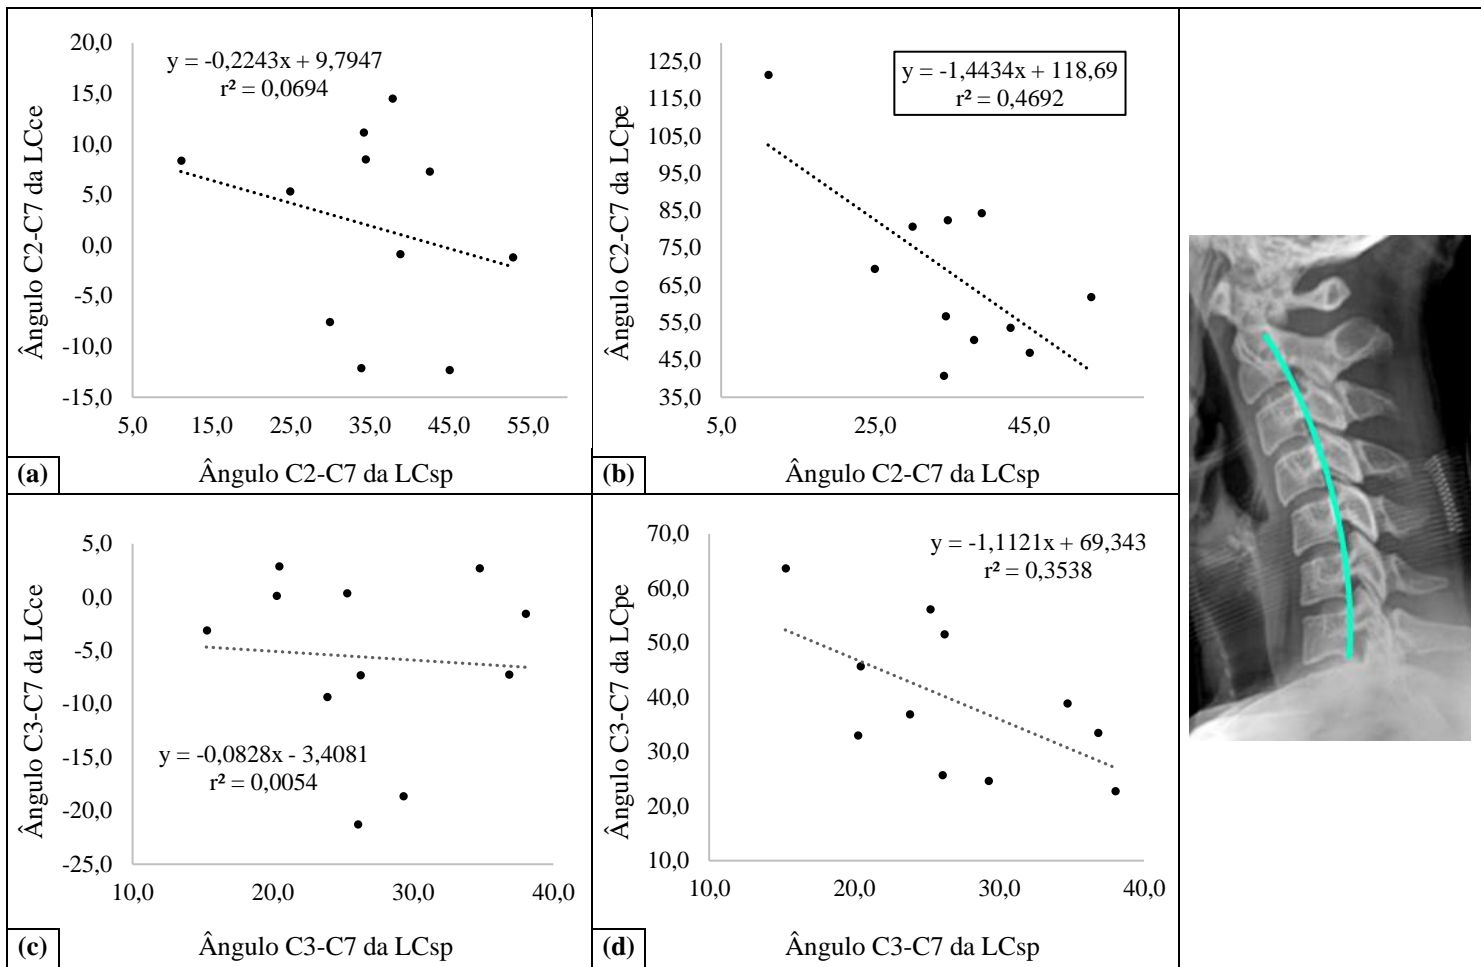 20,0
15,0
10,0
5,0
0,0
-5,0
-10,0
-15,0
5,0 15,0 25,0 35,0 45,0 55,0
Ângulo C2-C7 da LCce
y = -0,2243x + 9,7947
r² = 0,0694
(a)
Ângulo C2-C7 da LCsp
125,0
115,0
105,0
95,0
85,0
75,0
65,0
55,0
45,0
35,0
5,0 25,0 45,0
Ângulo C2-C7 da LCpe
y = -1,4434x + 118,69
r² = 0,4692
(b)
Ângulo C2-C7 da LCsp
5,0
0,0
-5,0
-10,0
-15,0
-20,0
-25,0
10,0 20,0 30,0 40,0
Ângulo C3-C7 da LCce
y = -0,0828x - 3,4081
r² = 0,0054
(c)
Ângulo C3-C7 da LCsp
70,0
60,0
50,0
40,0
30,0
20,0
10,0
10,0 20,0 30,0 40,0
Ângulo C3-C7 da LCpe
y = -1,1121x + 69,343
r² = 0,3538
(d)
Ângulo C3-C7 da LCsp